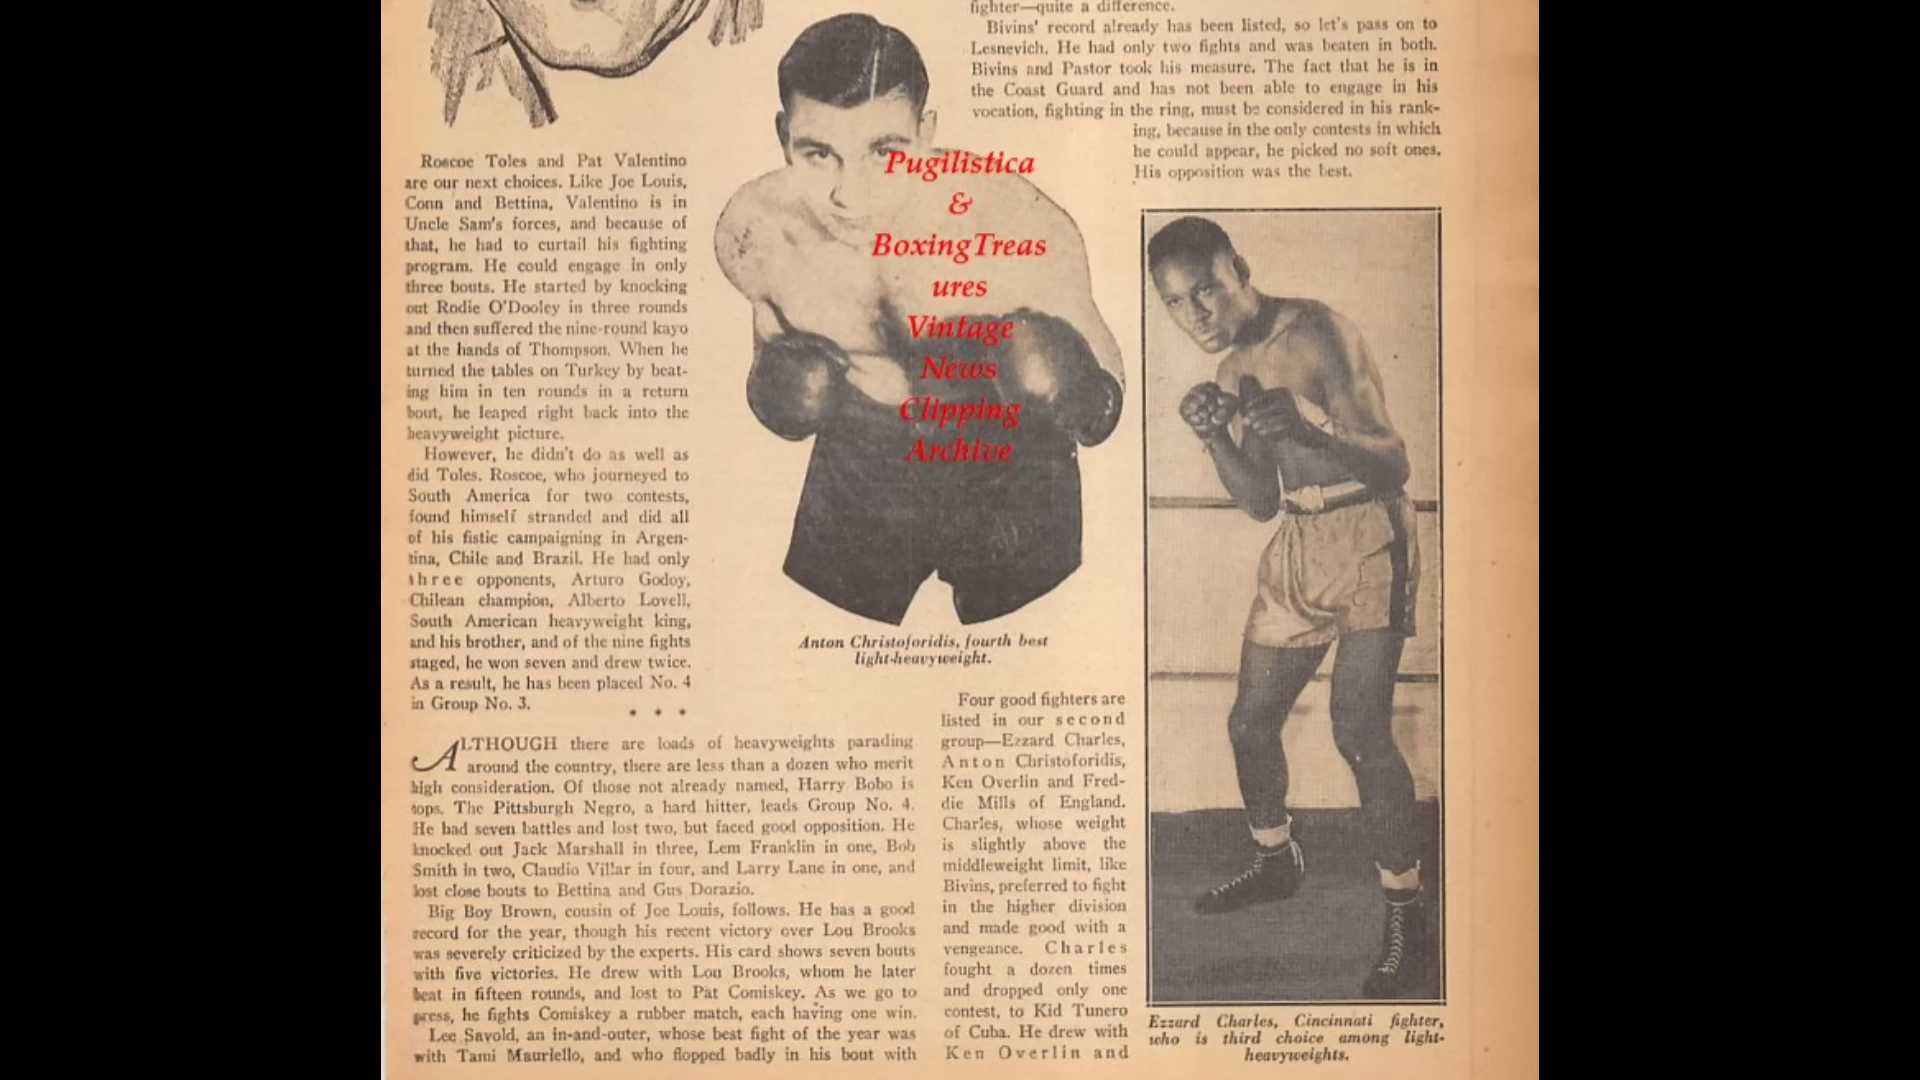 fighter—quite a difference.
Bivins' record already has been listed, so let's pass on to
Lesnevich. He had only two fights and was beaten in both.
Bivins and Pastor took his measure. The fact that he is in
the Coast Guard and has not been able to engage in his
vocation, fighting in the ring, must be considered in his rank-
ing, because in the only contests in which
he could appear, he picked no soft ones.
His opposition was the best.
Roscoe Toles and Pat Valentino
are our next choices. Like Joe Louis,
Conn and Bettina, Valentino is in
Uncle Sam's forces, and because of
that, he had to curtail his fighting
program. He could engage in only
three bouts. He started by knocking
out Rodie O'Dooley in three rounds
and then suffered the nine-round kayo
at the hands of Thompson. When he
turned the tables on Turkey by beat-
ing him in ten rounds in a return
bout, he leaped right back into the
heavyweight picture.
However, he didn't do as well as
did Toles. Roscoe, who journeyed to
South America for two contests,
found himself stranded and did all
of his fistic campaigning in Argen-
tina, Chile and Brazil. He had only
three opponents, Arturo Godoy,
Chilean champion, Alberto Lovell,
South American heavyweight king,
and his brother, and of the nine fights
staged, he won seven and drew twice.
As a result, he has been placed No. 4
in Group No. 3.
* * *
Pugilistica
&
BoxingTreas
ures
Vintage
News
Clipping
Archive
Anton Christoforidis, fourth best
light-heavyweight.
ALTHOUGH there are loads of heavyweights parading
around the country, there are less than a dozen who merit
high consideration. Of those not already named, Harry Bobo is
tops. The Pittsburgh Negro, a hard hitter, leads Group No. 4.
He had seven battles and lost two, but faced good opposition. He
knocked out Jack Marshall in three, Lem Franklin in one, Bob
Smith in two, Claudio Villar in four, and Larry Lane in one, and
lost close bouts to Bettina and Gus Dorazio.
Big Boy Brown, cousin of Joe Louis, follows. He has a good
record for the year, though his recent victory over Lou Brooks
was severely criticized by the experts. His card shows seven bouts
with five victories. He drew with Lou Brooks, whom he later
beat in fifteen rounds, and lost to Pat Comiskey. As we go to
press, he fights Comiskey a rubber match, each having one win.
Lee Savold, an in-and-outer, whose best fight of the year was
with Tami Mauriello, and who flopped badly in his bout with
Four good fighters are
listed in our second
group—Ezzard Charles,
Anton Christoforidis,
Ken Overlin and Fred-
die Mills of England.
Charles, whose weight
is slightly above the
middleweight limit, like
Bivins, preferred to fight
in the higher division
and made good with a
vengeance. Charles
fought a dozen times
and dropped only one
contest, to Kid Tunero
of Cuba. He drew with
Ken Overlin and
Ezzard Charles, Cincinnati fighter,
who is third choice among light-
heavyweights.